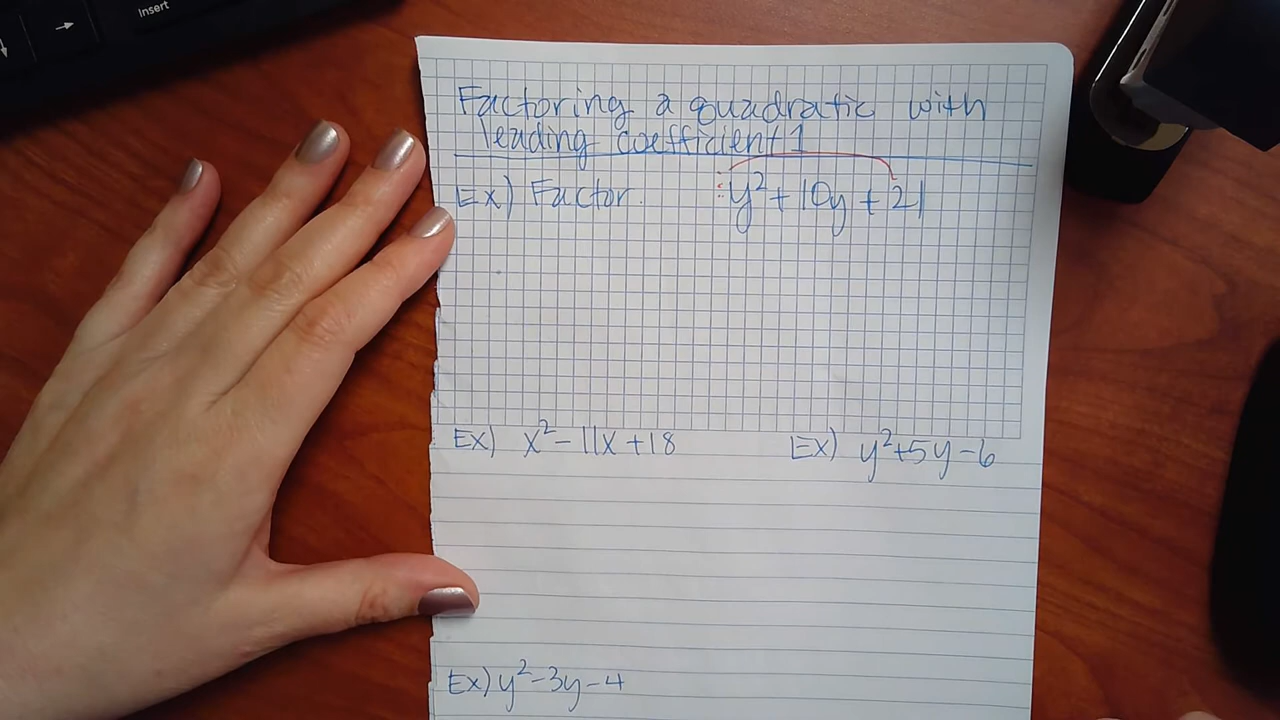 Insert
Factoring a quadratic with
leading coefficient 1
Ex) Factor. y²+10y+21
Ex) x²-11x+18 Ex) y²+5y-6
Ex) y²-3y-4